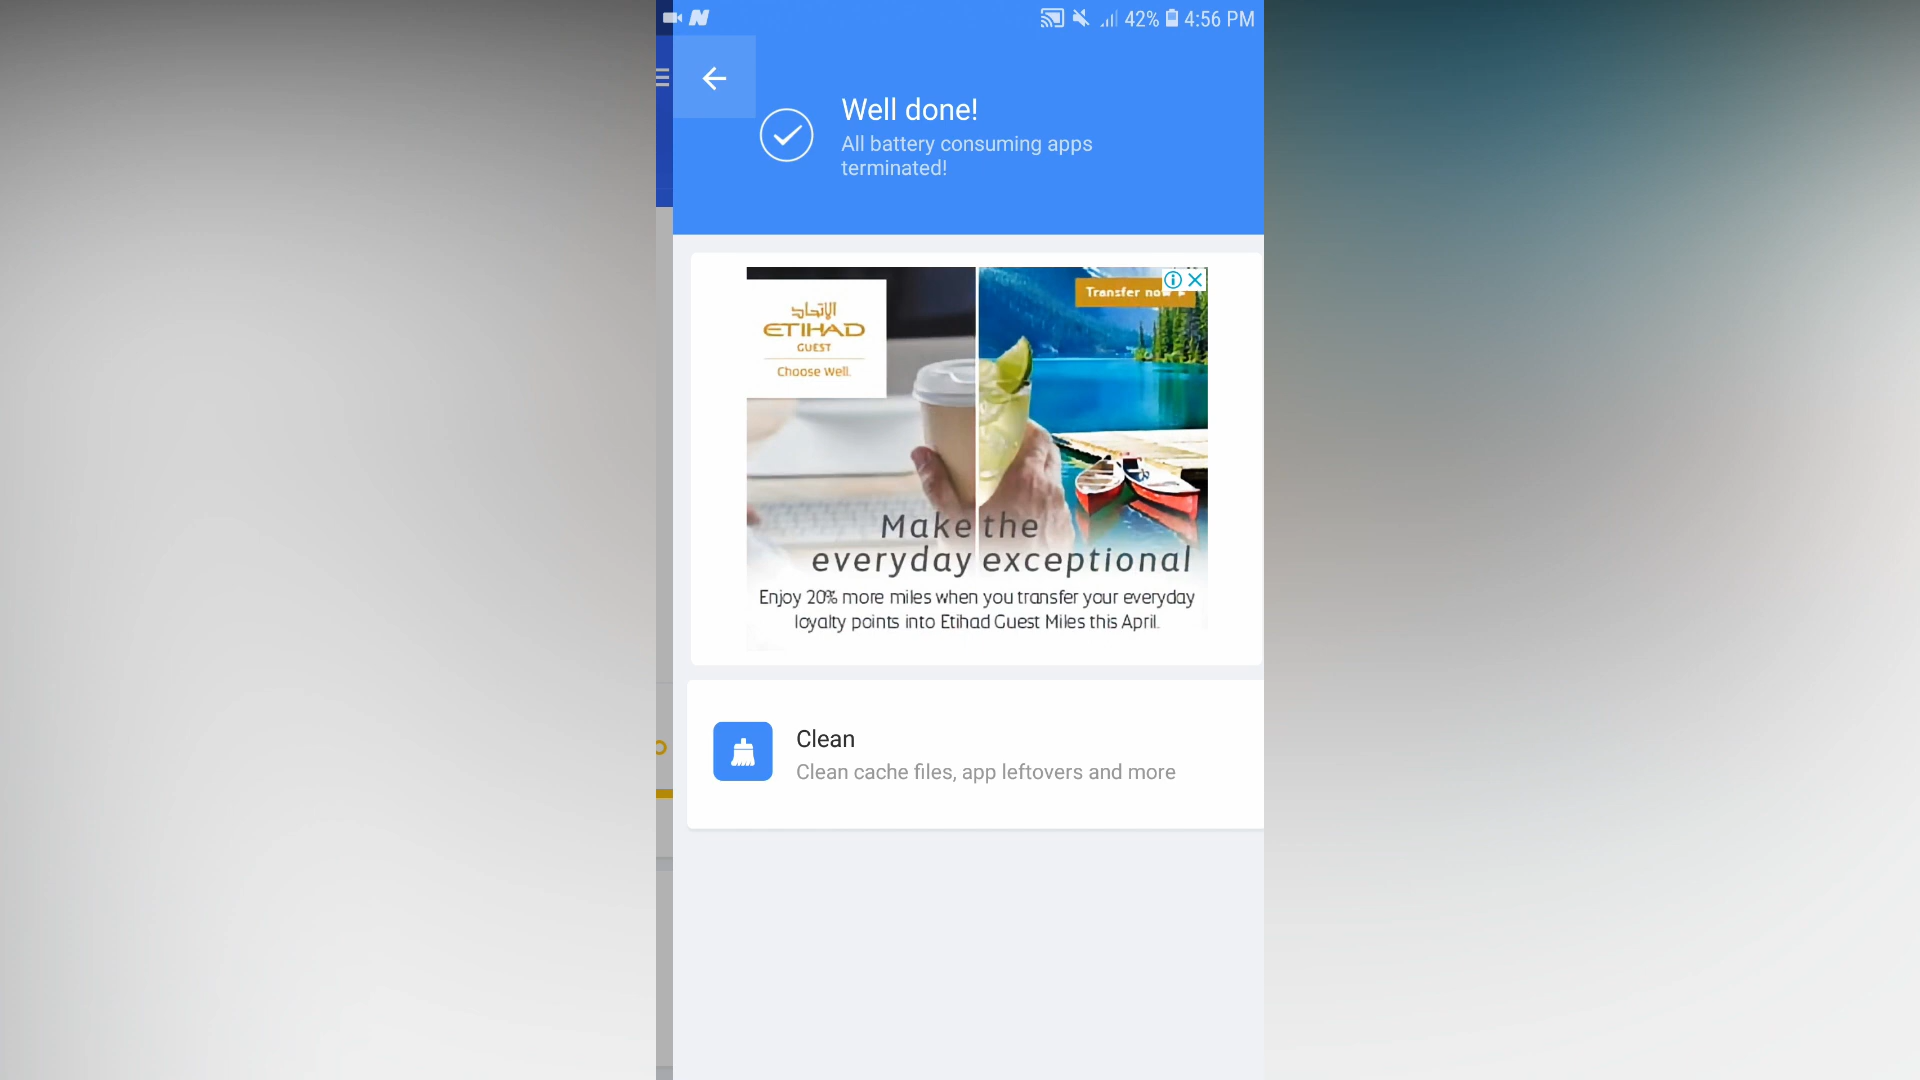 42% 4:56 PM
Well done!
All battery consuming apps
terminated!
Transfer now
الإتحاد
ETIHAD
GUEST
Choose Well.
Make the
everyday exceptional
Enjoy 20% more miles when you transfer your everyday
loyalty points into Etihad Guest Miles this April.
Clean
Clean cache files, app leftovers and more